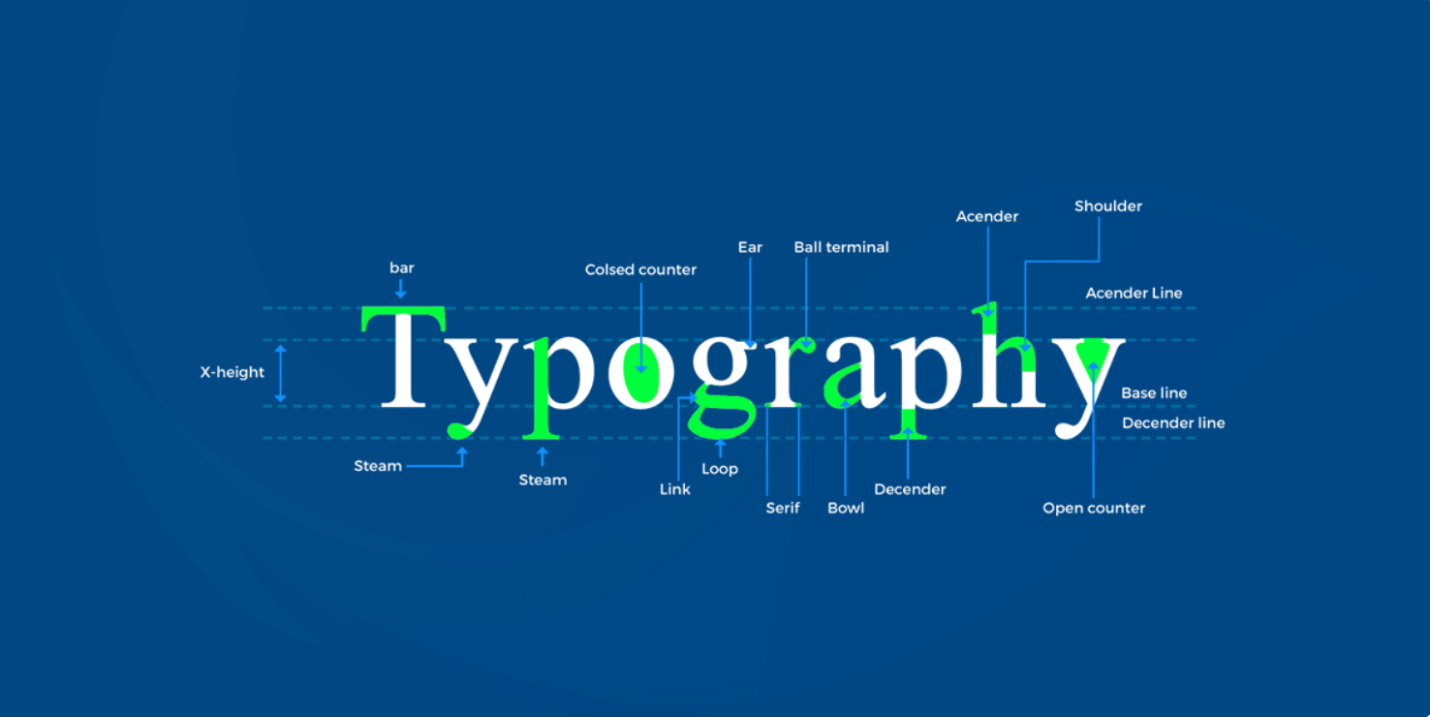 Shoulder
Acender
Ear
Ball terminal
bar
Colsed counter
Acender Line
Typography
X-height
Base line
Decender line
Steam
Loop
Steam
Link
Decender
Serif
Bowl
Open counter